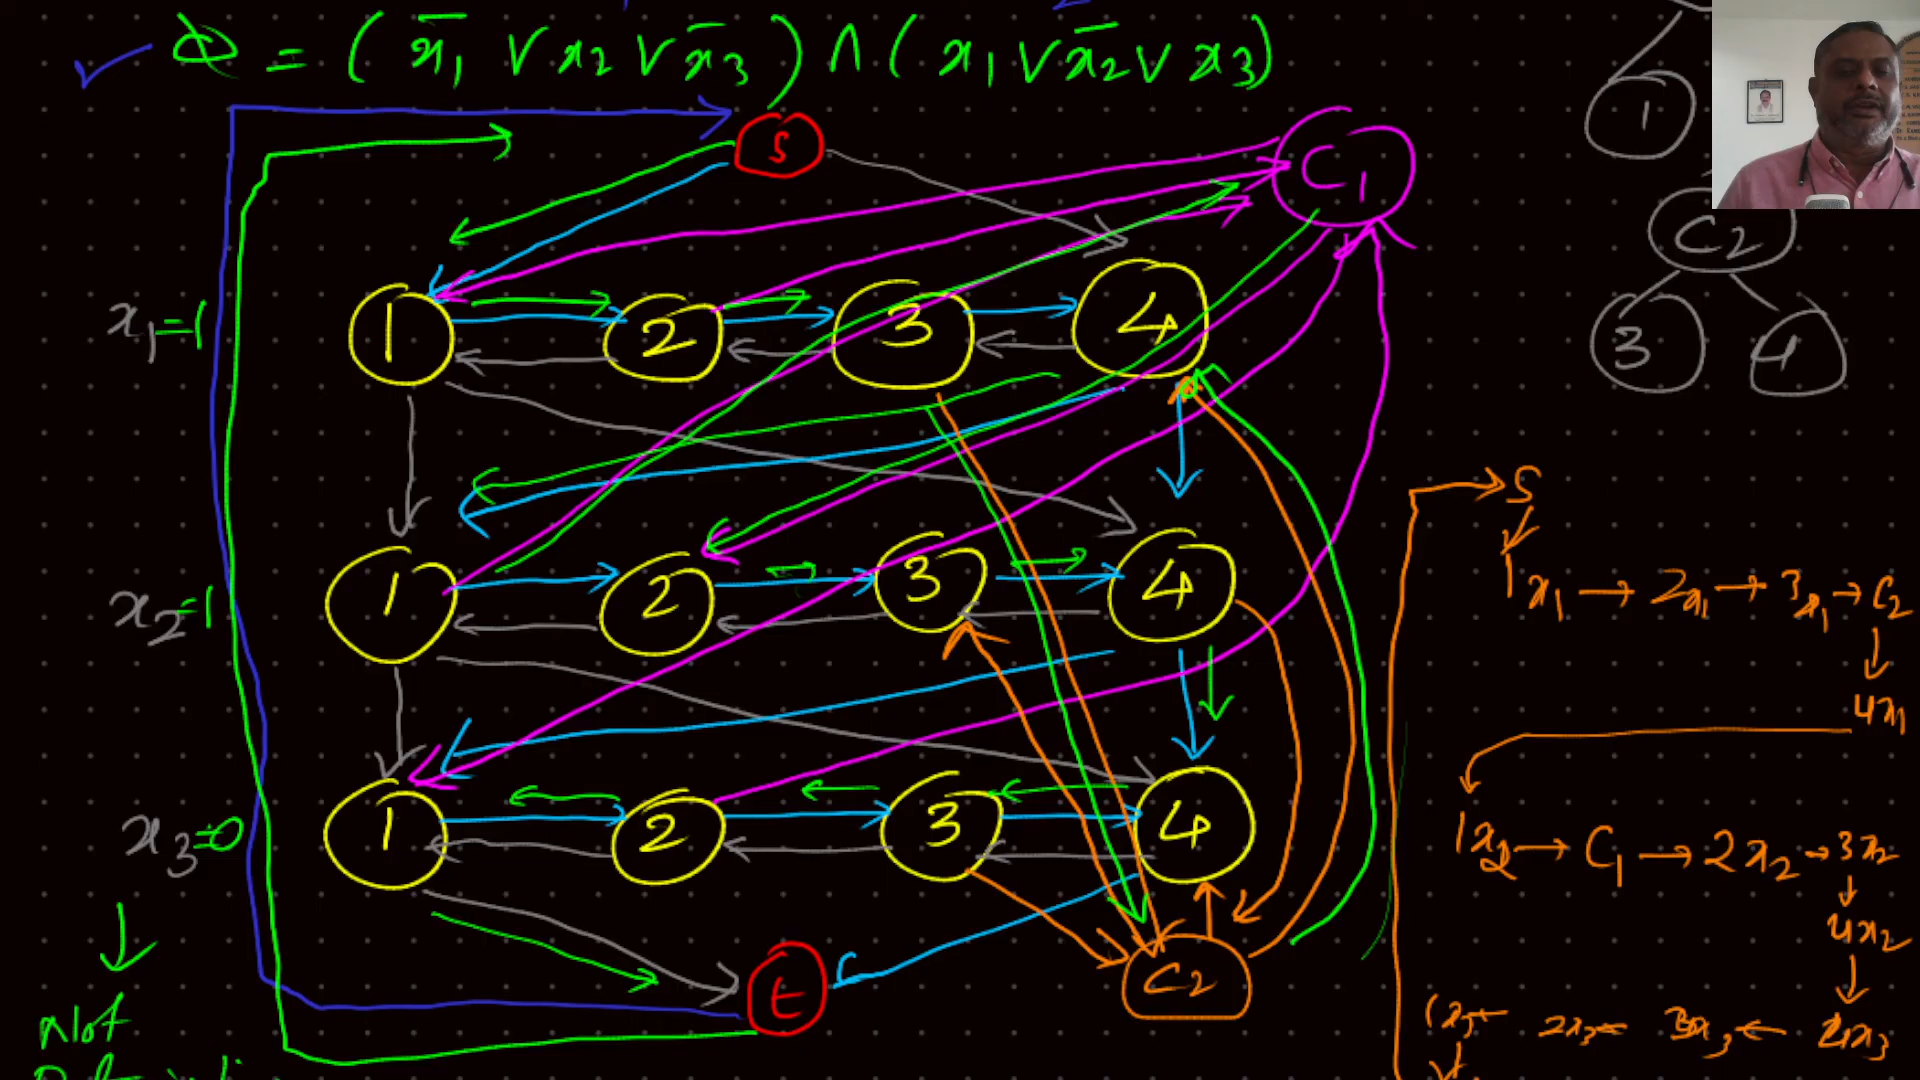 Φ = ( x̄₁ ∨ x₂ ∨ x̄₃ ) ∧ ( x₁ ∨ x̄₂ ∨ x₃ )
S
C₁
1
C2
3 4
x₁ = 1
1 2 3 4
x₂ = 1
1 2 3 4
x₃ = 0
1 2 3 4
t
C2
Not
S
1x₁ → 2x₁ → 3x₁ → C₂
4x₁
1x₂ → C₁ → 2x₂ → 3x₂
4x₂
1x₃ ← 2x₃ ← 3x₃ ← 4x₃